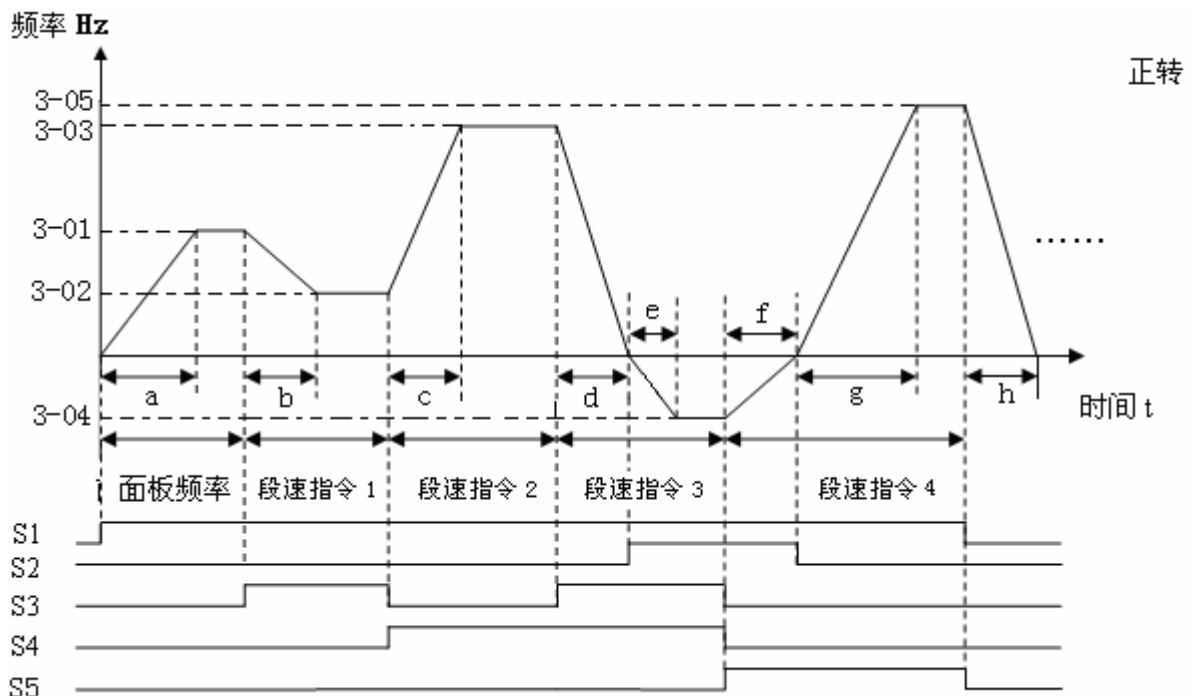 频率 Hz
正转
3-05
3-03
3-01
……
3-02
e
f
a
b
c
d
g
h
3-04
时间 t
面板频率
段速指令 1
段速指令 2
段速指令 3
段速指令 4
S1
S2
S3
S4
S5